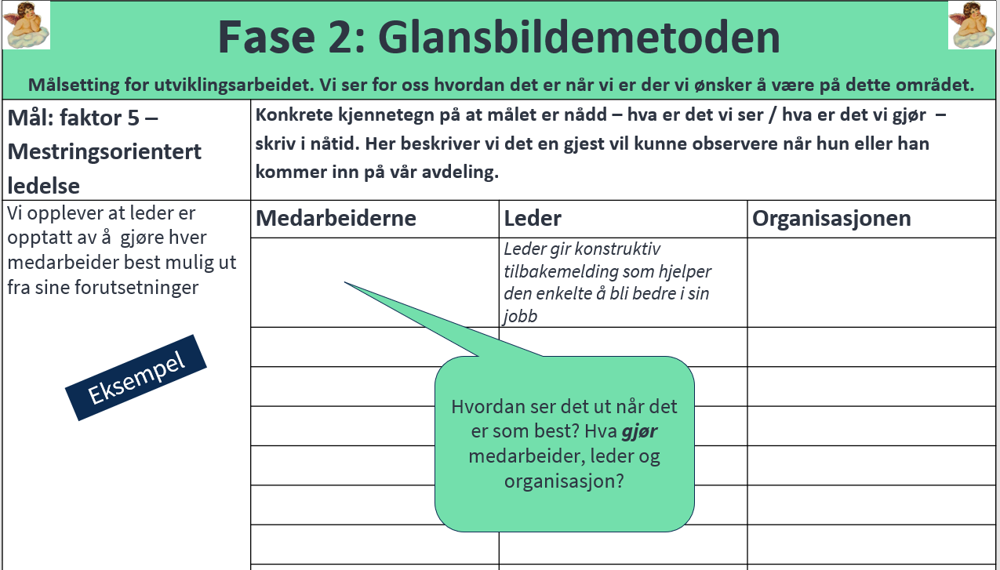 Fase 2: Glansbildemetoden
Målsetting for utviklingsarbeidet. Vi ser for oss hvordan det er når vi er der vi ønsker å være på dette området.
Mål: faktor 5 –
Mestringsorientert
ledelse
Konkrete kjennetegn på at målet er nådd – hva er det vi ser / hva er det vi gjør  –
skriv i nåtid. Her beskriver vi det en gjest vil kunne observere når hun eller han
kommer inn på vår avdeling.
Vi opplever at leder er
opptatt av å  gjøre hver
medarbeider best mulig ut
fra sine forutsetninger
Eksempel
Medarbeiderne
Leder
Organisasjonen
Leder gir konstruktiv
tilbakemelding som hjelper
den enkelte å bli bedre i sin
jobb
Hvordan ser det ut når det
er som best? Hva gjør
medarbeider, leder og
organisasjon?